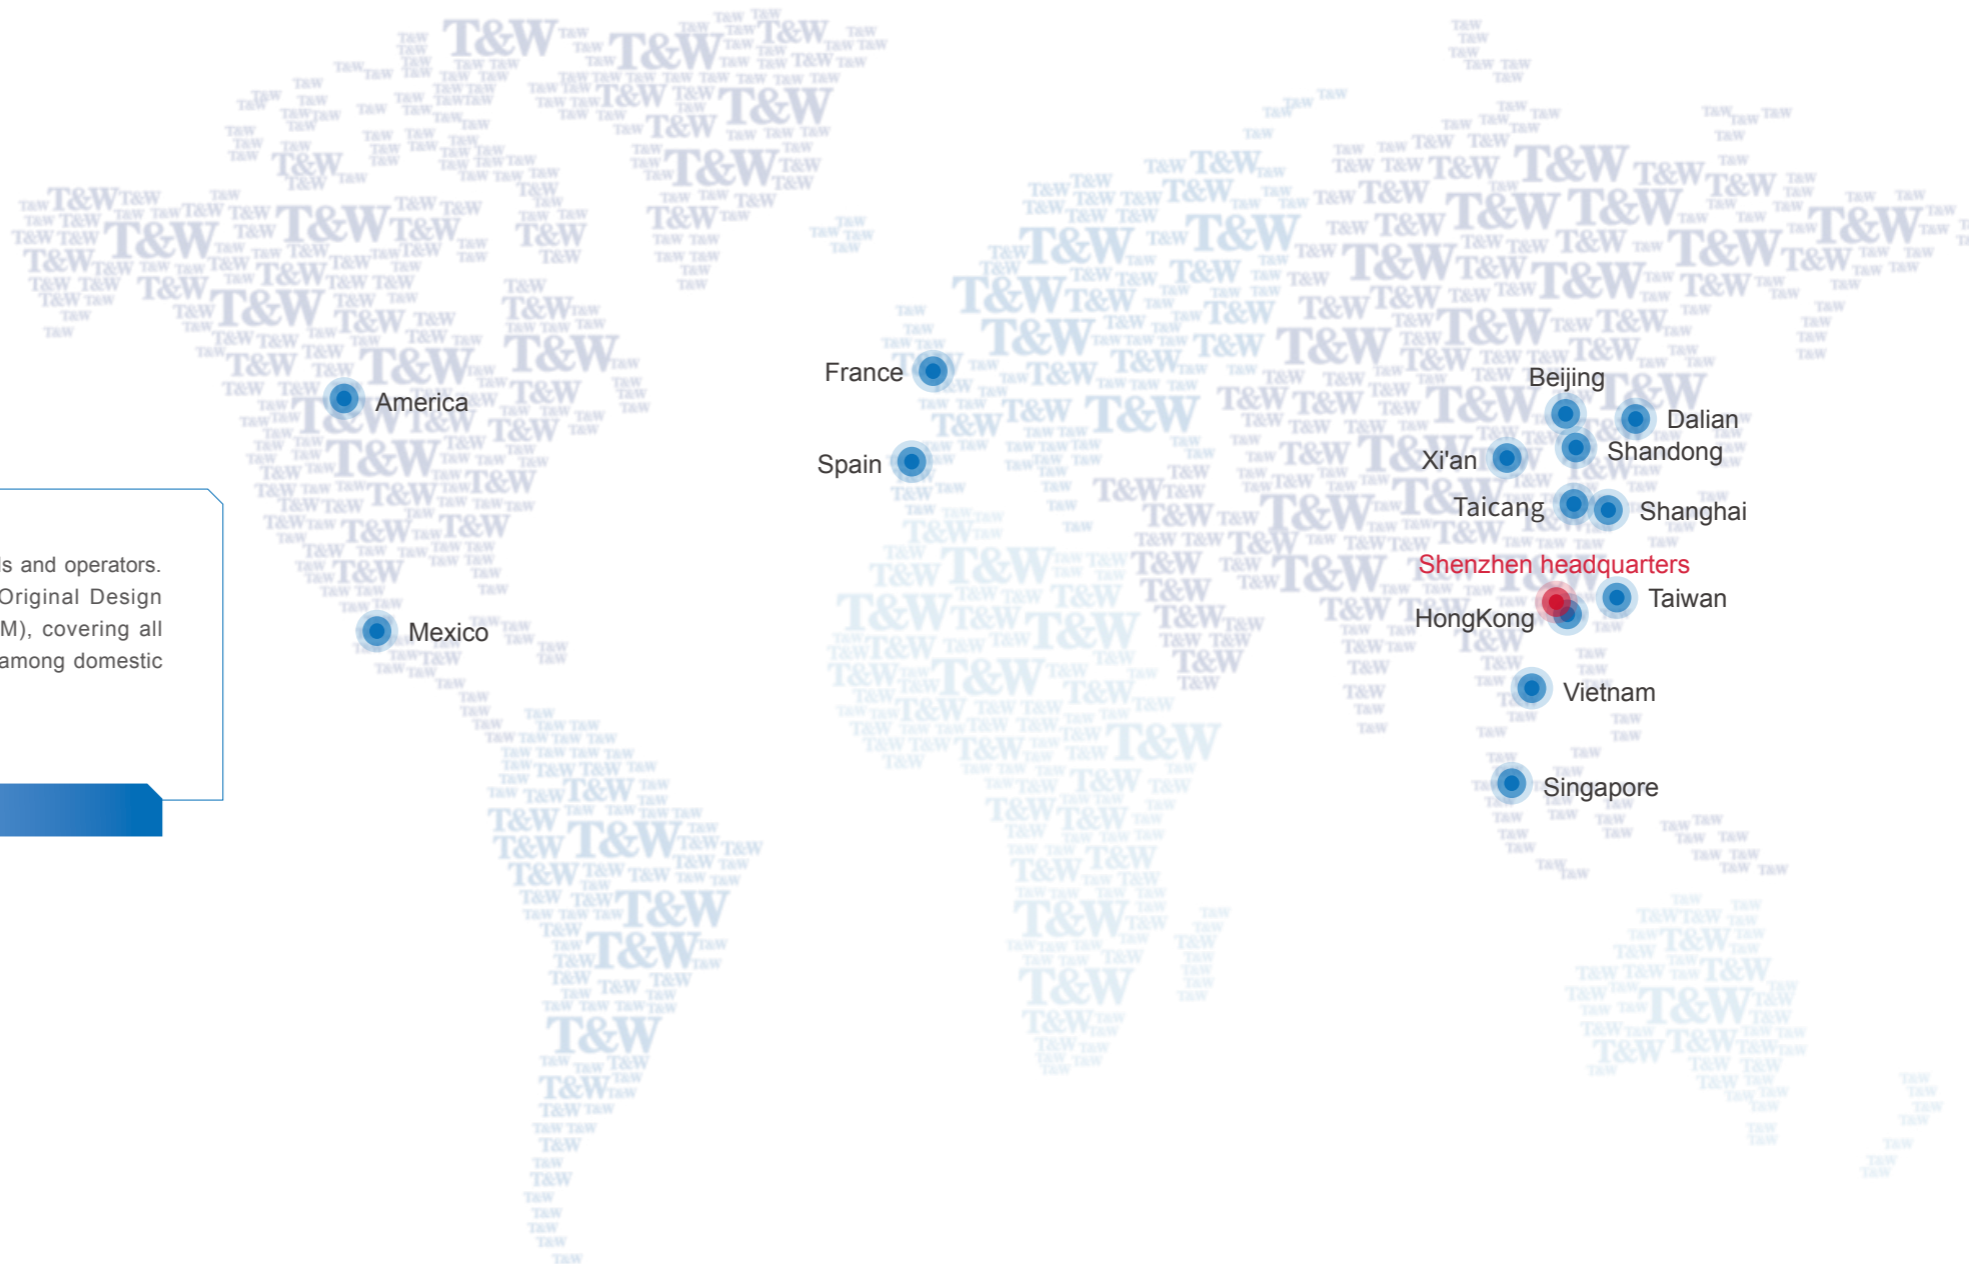 France
Beijing
America
Dalian
Spain
Xi'an
Shandong
Taicang
Shanghai
s and operators.
Shenzhen headquarters
Original Design
Taiwan
HongKong
M), covering all
Mexico
among domestic
Vietnam
Singapore
T&W